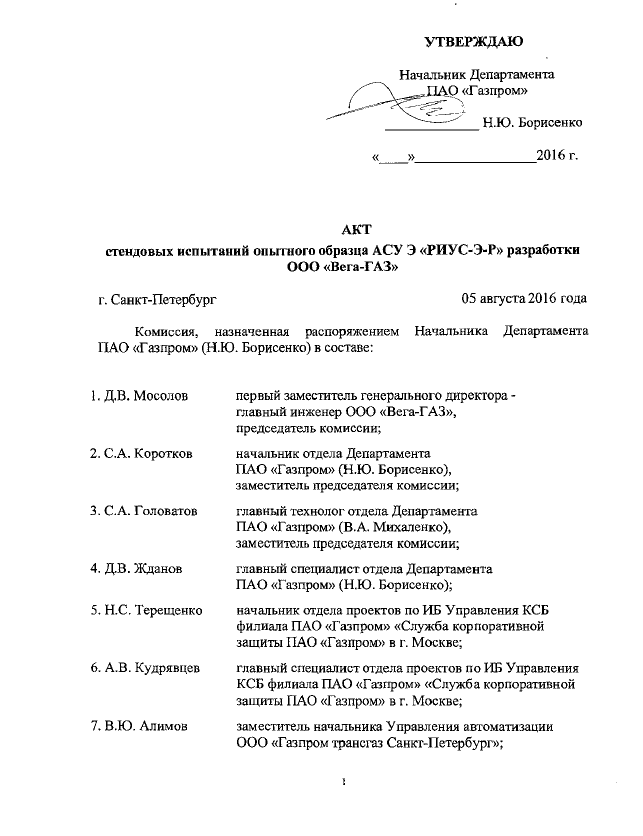 УТВЕРЖДАЮ
Начальник Департамента
ПАО «Газпром»
______________ Н.Ю. Борисенко
«____»__________________2016 г.
АКТ
стендовых испытаний опытного образца АСУ Э «РИУС-Э-Р» разработки
ООО «Вега-ГАЗ»
г. Санкт-Петербург 05 августа 2016 года
Комиссия, назначенная распоряжением Начальника Департамента
ПАО «Газпром» (Н.Ю. Борисенко) в составе:
1. Д.В. Мосолов первый заместитель генерального директора -
главный инженер ООО «Вега-ГАЗ»,
председатель комиссии;
2. С.А. Коротков начальник отдела Департамента
ПАО «Газпром» (Н.Ю. Борисенко),
заместитель председателя комиссии;
3. С.А. Головатов главный технолог отдела Департамента
ПАО «Газпром» (В.А. Михаленко),
заместитель председателя комиссии;
4. Д.В. Жданов главный специалист отдела Департамента
ПАО «Газпром» (Н.Ю. Борисенко);
5. Н.С. Терещенко начальник отдела проектов по ИБ Управления КСБ
филиала ПАО «Газпром» «Служба корпоративной
защиты ПАО «Газпром» в г. Москве;
6. А.В. Кудрявцев главный специалист отдела проектов по ИБ Управления
КСБ филиала ПАО «Газпром» «Служба корпоративной
защиты ПАО «Газпром» в г. Москве;
7. В.Ю. Алимов заместитель начальника Управления автоматизации
ООО «Газпром трансгаз Санкт-Петербург»;
1